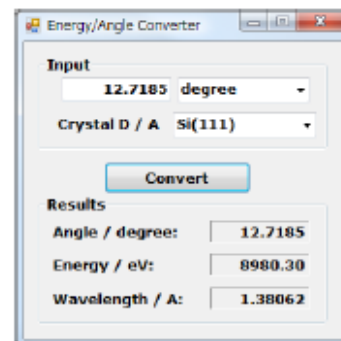 Energy/Angle Converter
Input
12.7185 degree
Crystal D / A Si(111)
Convert
Results
Angle / degree: 12.7185
Energy / eV: 8980.30
Wavelength / A: 1.38062